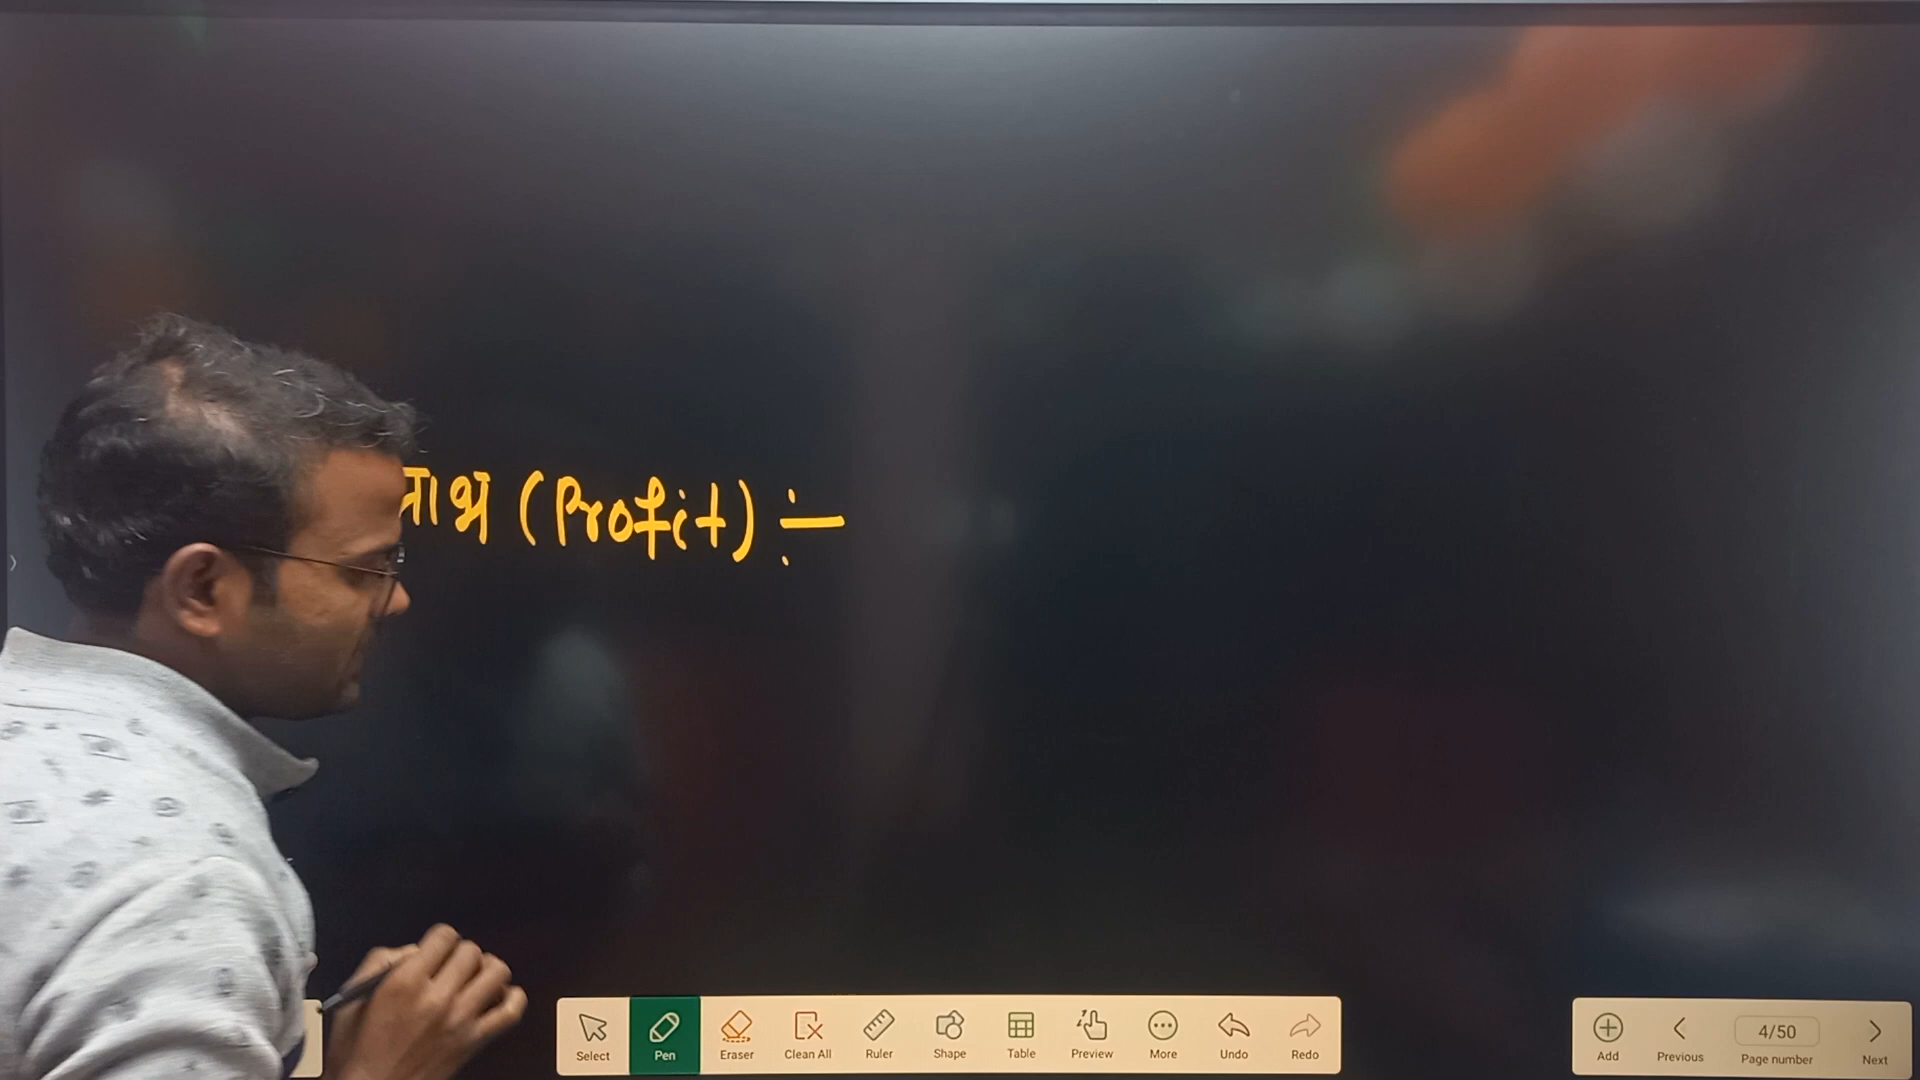 लाभ (Profit) :-
Select Pen Eraser Clean All Ruler Shape Table Preview More Undo Redo
Add Previous 4/50 Page number Next